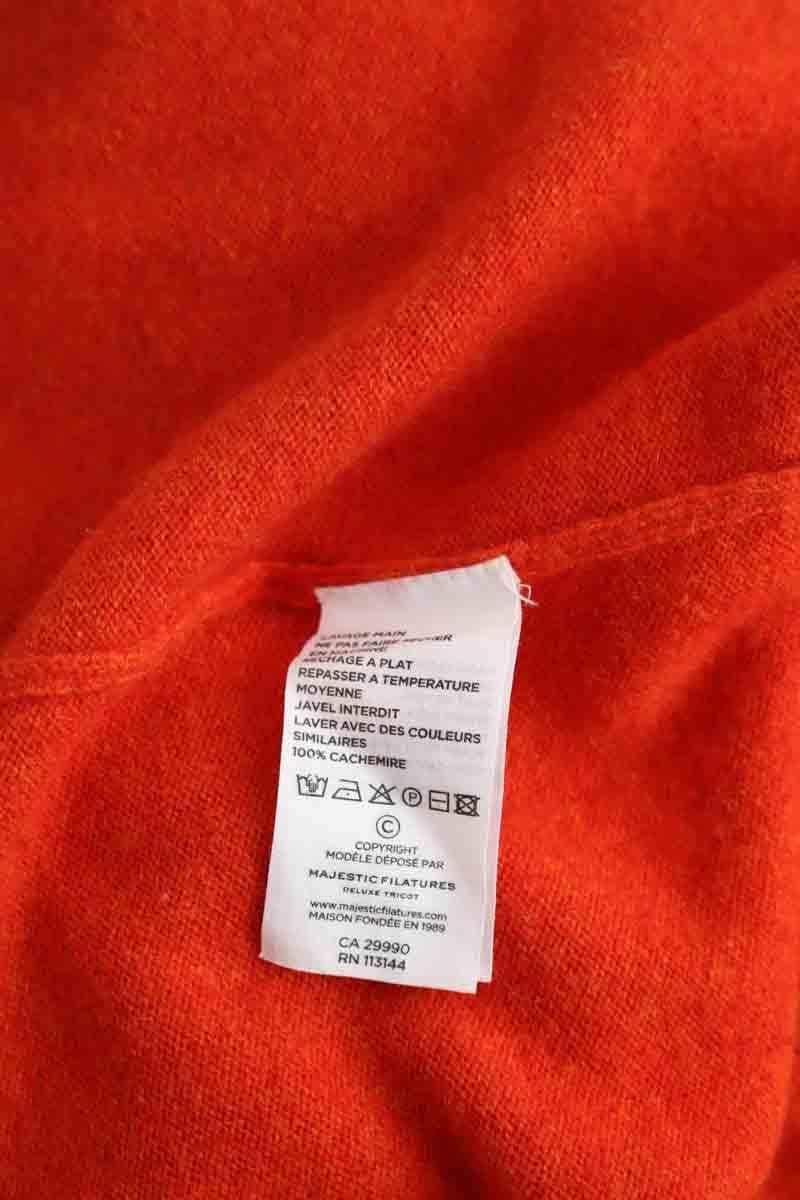 LAVAGE MAIN
NE PAS FAIRE SECHER
EN MACHINE
SECHAGE A PLAT
REPASSER A TEMPERATURE
MOYENNE
JAVEL INTERDIT
LAVER AVEC DES COULEURS
SIMILAIRES
100% CACHEMIRE
P
©
COPYRIGHT
MODÈLE DÉPOSÉ PAR
MAJESTIC FILATURES
DELUXE TRICOT
www.majesticfilatures.com
MAISON FONDÉE EN 1989
CA 29990
RN 113144